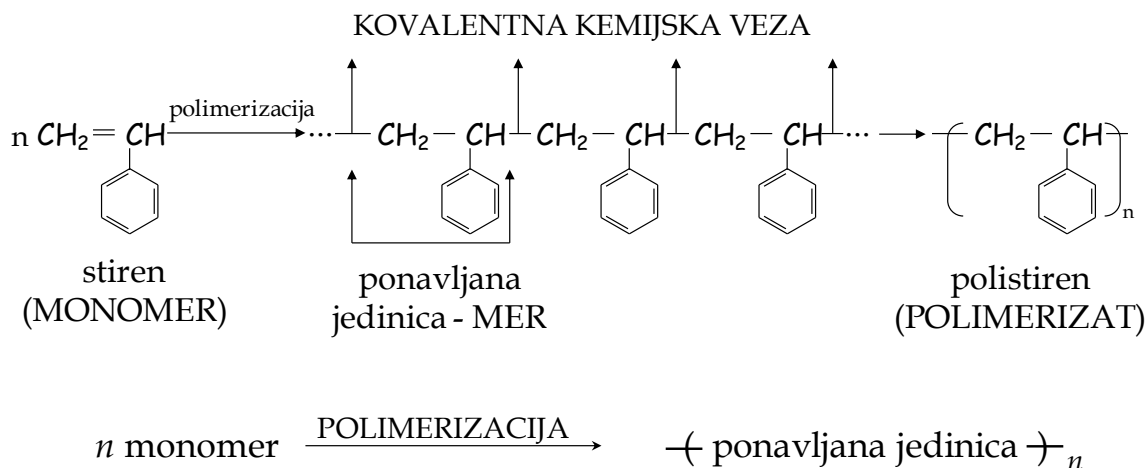 KOVALENTNA KEMIJSKA VEZA
polimerizacija
n CH₂=CH ··· — CH₂ — CH — CH₂ — CH — CH₂ — CH — ··· ( CH₂ — CH )n
stiren
(MONOMER)
ponavljana
jedinica - MER
polistiren
(POLIMERIZAT)
n monomer POLIMERIZACIJA ( ponavljana jedinica )n